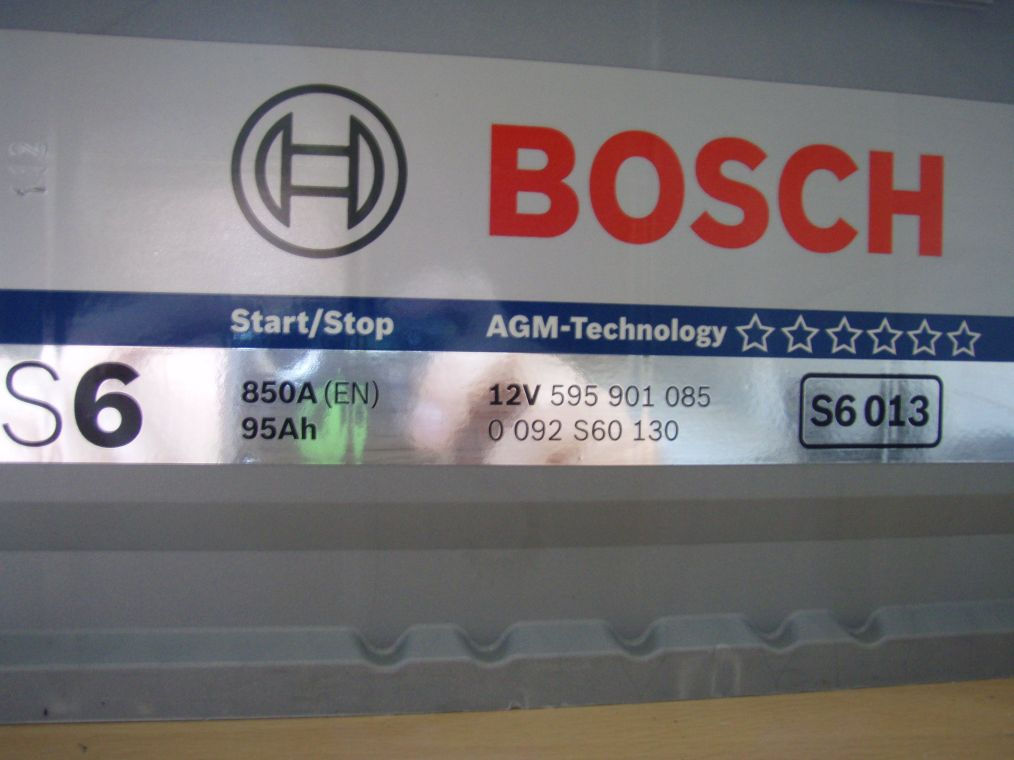 BOSCH
Start/Stop AGM-Technology
S6
850A (EN) 12V 595 901 085
95Ah 0 092 S60 130
S6 013